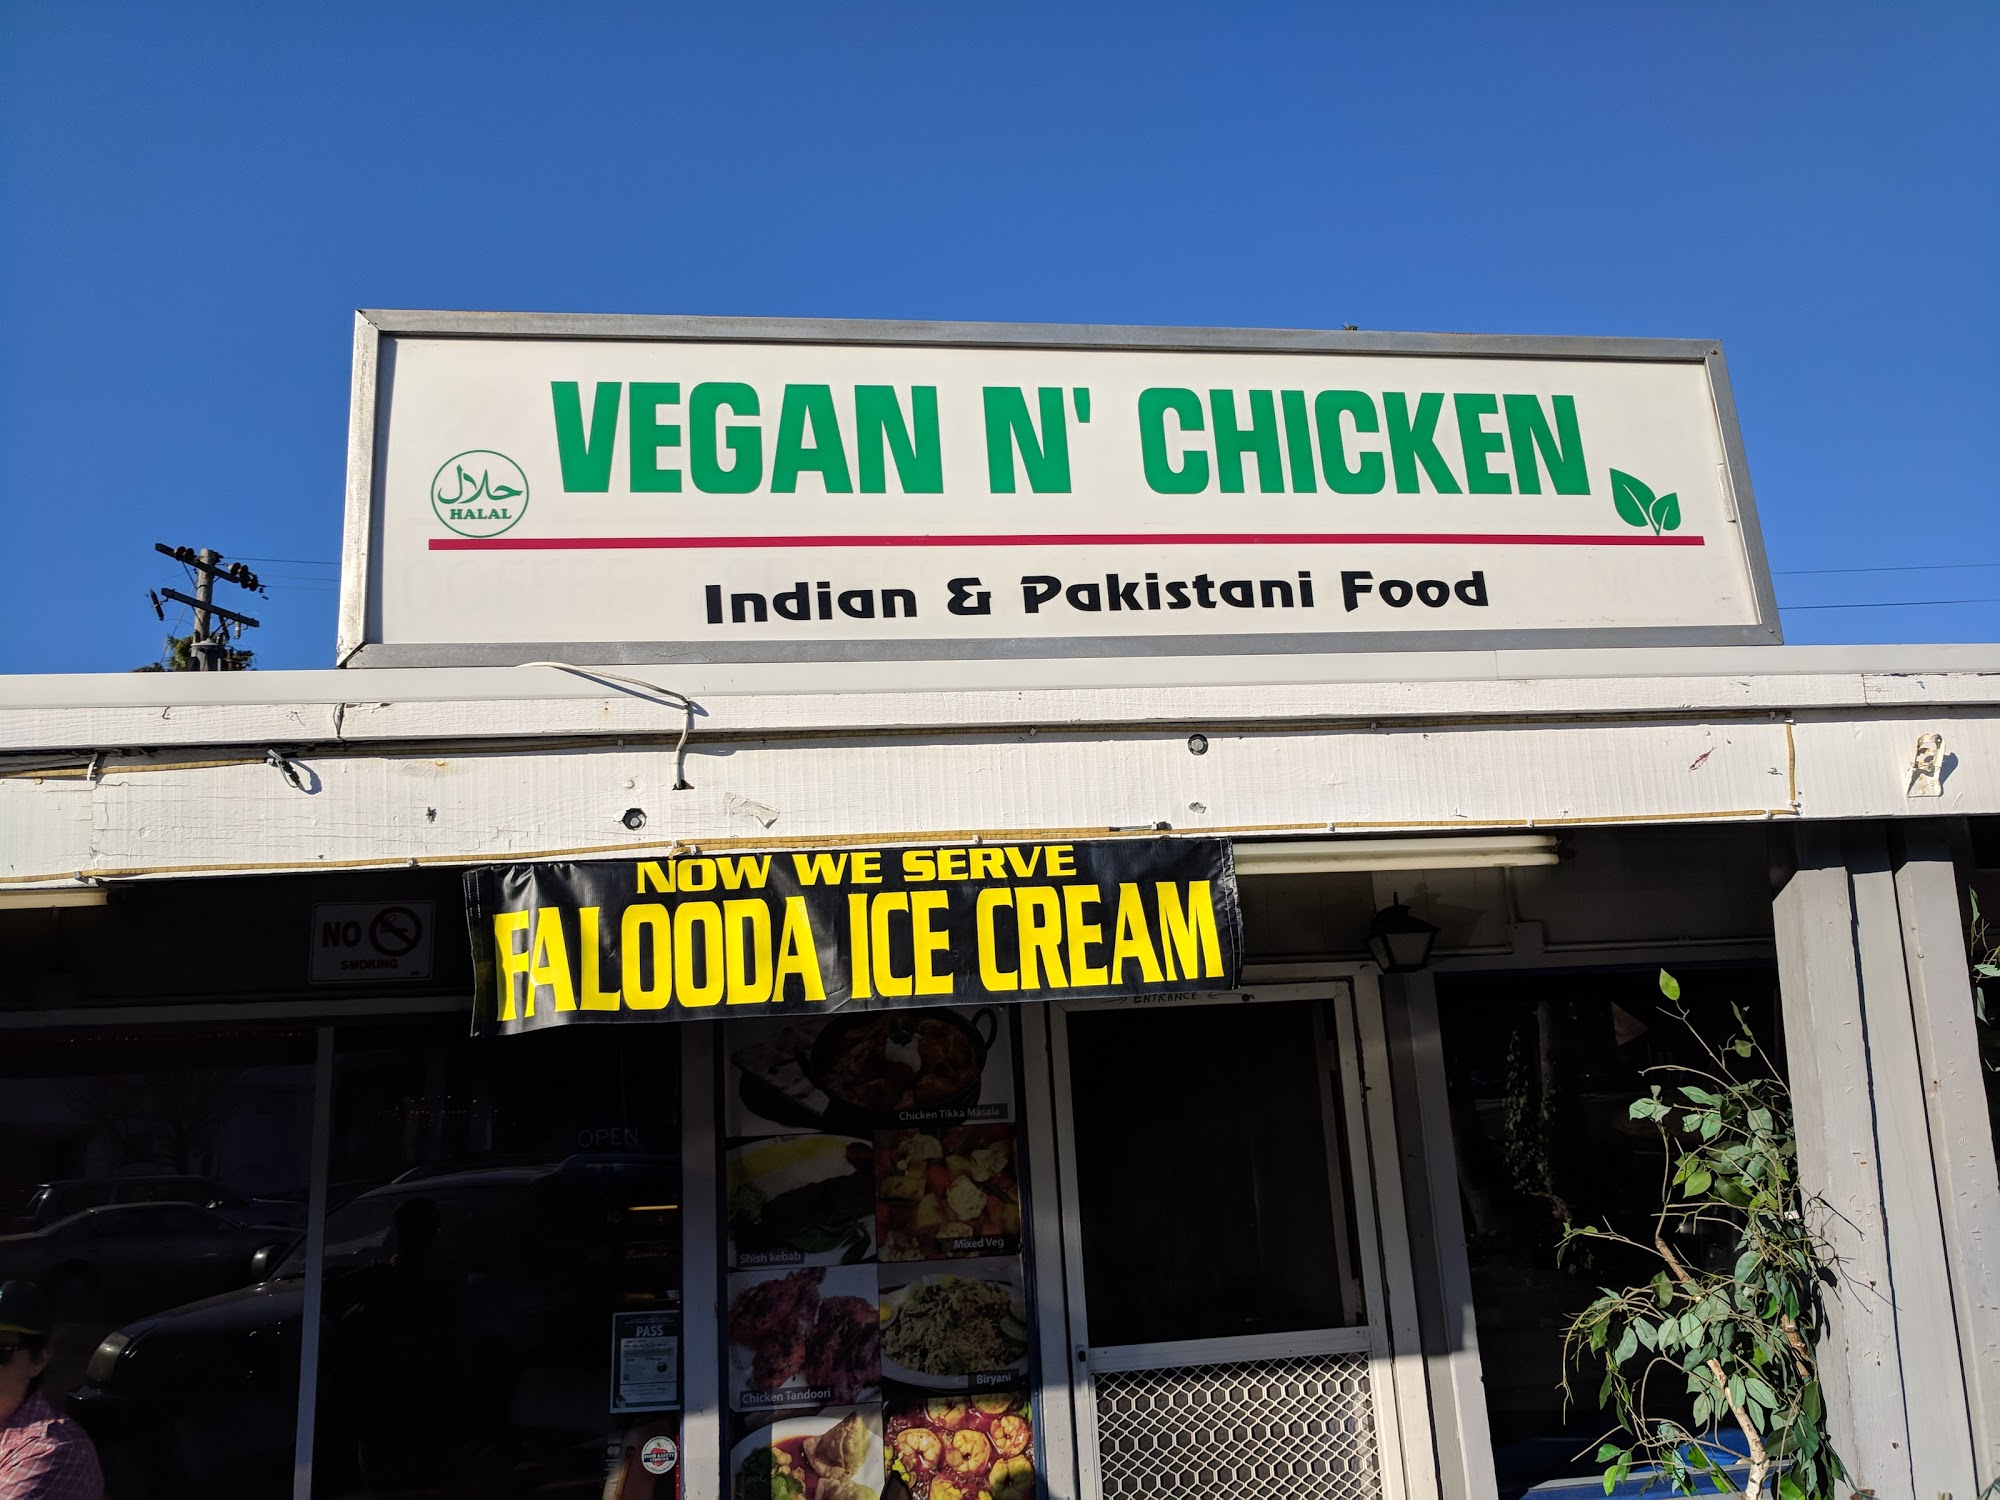 VEGAN N' CHICKEN
حلال
HALAL
Indian & Pakistani Food
NOW WE SERVE
FALOODA ICE CREAM
NO
SMOKING
ENTRANCE
Chicken Tikka Masala
OPEN
Shish kebab
Mixed Veg
PASS
Chicken Tandoori
Biryani